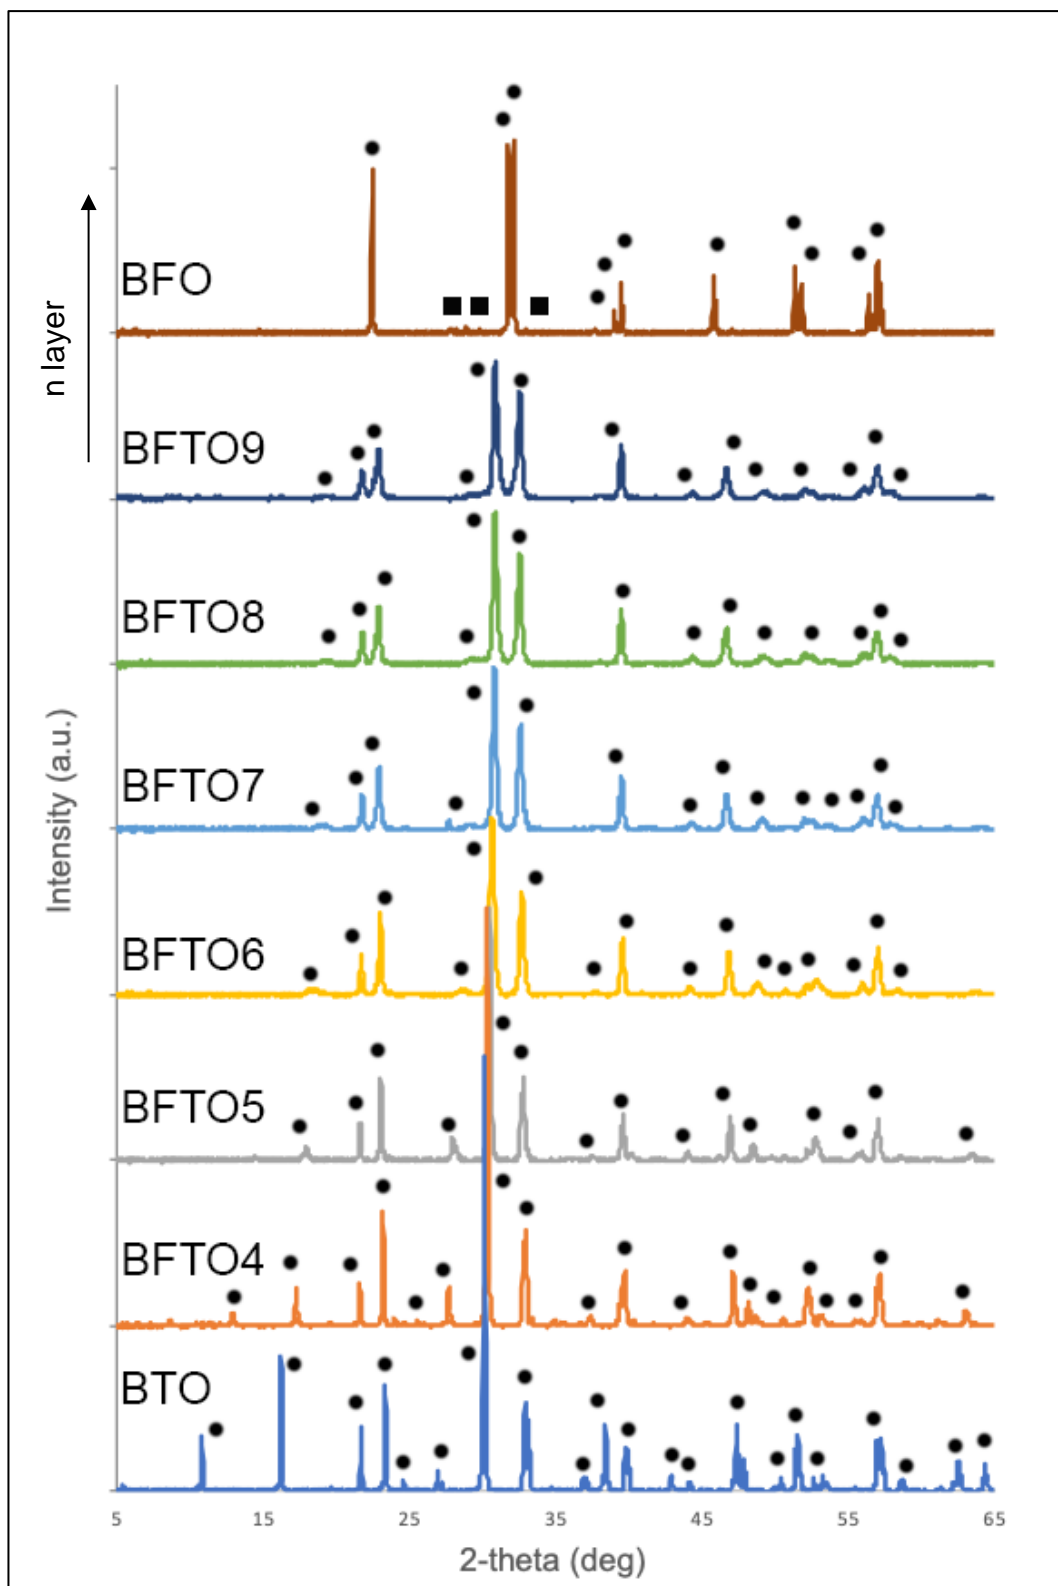 BFO
n layer
BFTO9
BFTO8
Intensity (a.u.)
BFTO7
BFTO6
BFTO5
BFTO4
BTO
5 15 25 35 45 55 65
2-theta (deg)